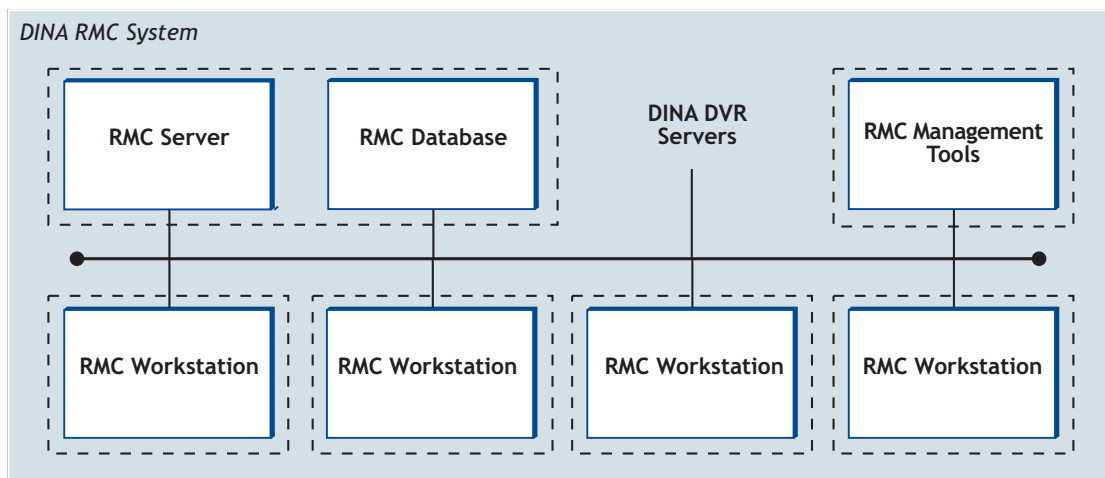 DINA RMC System
RMC Server
RMC Database
DINA DVR
Servers
RMC Management
Tools
RMC Workstation
RMC Workstation
RMC Workstation
RMC Workstation